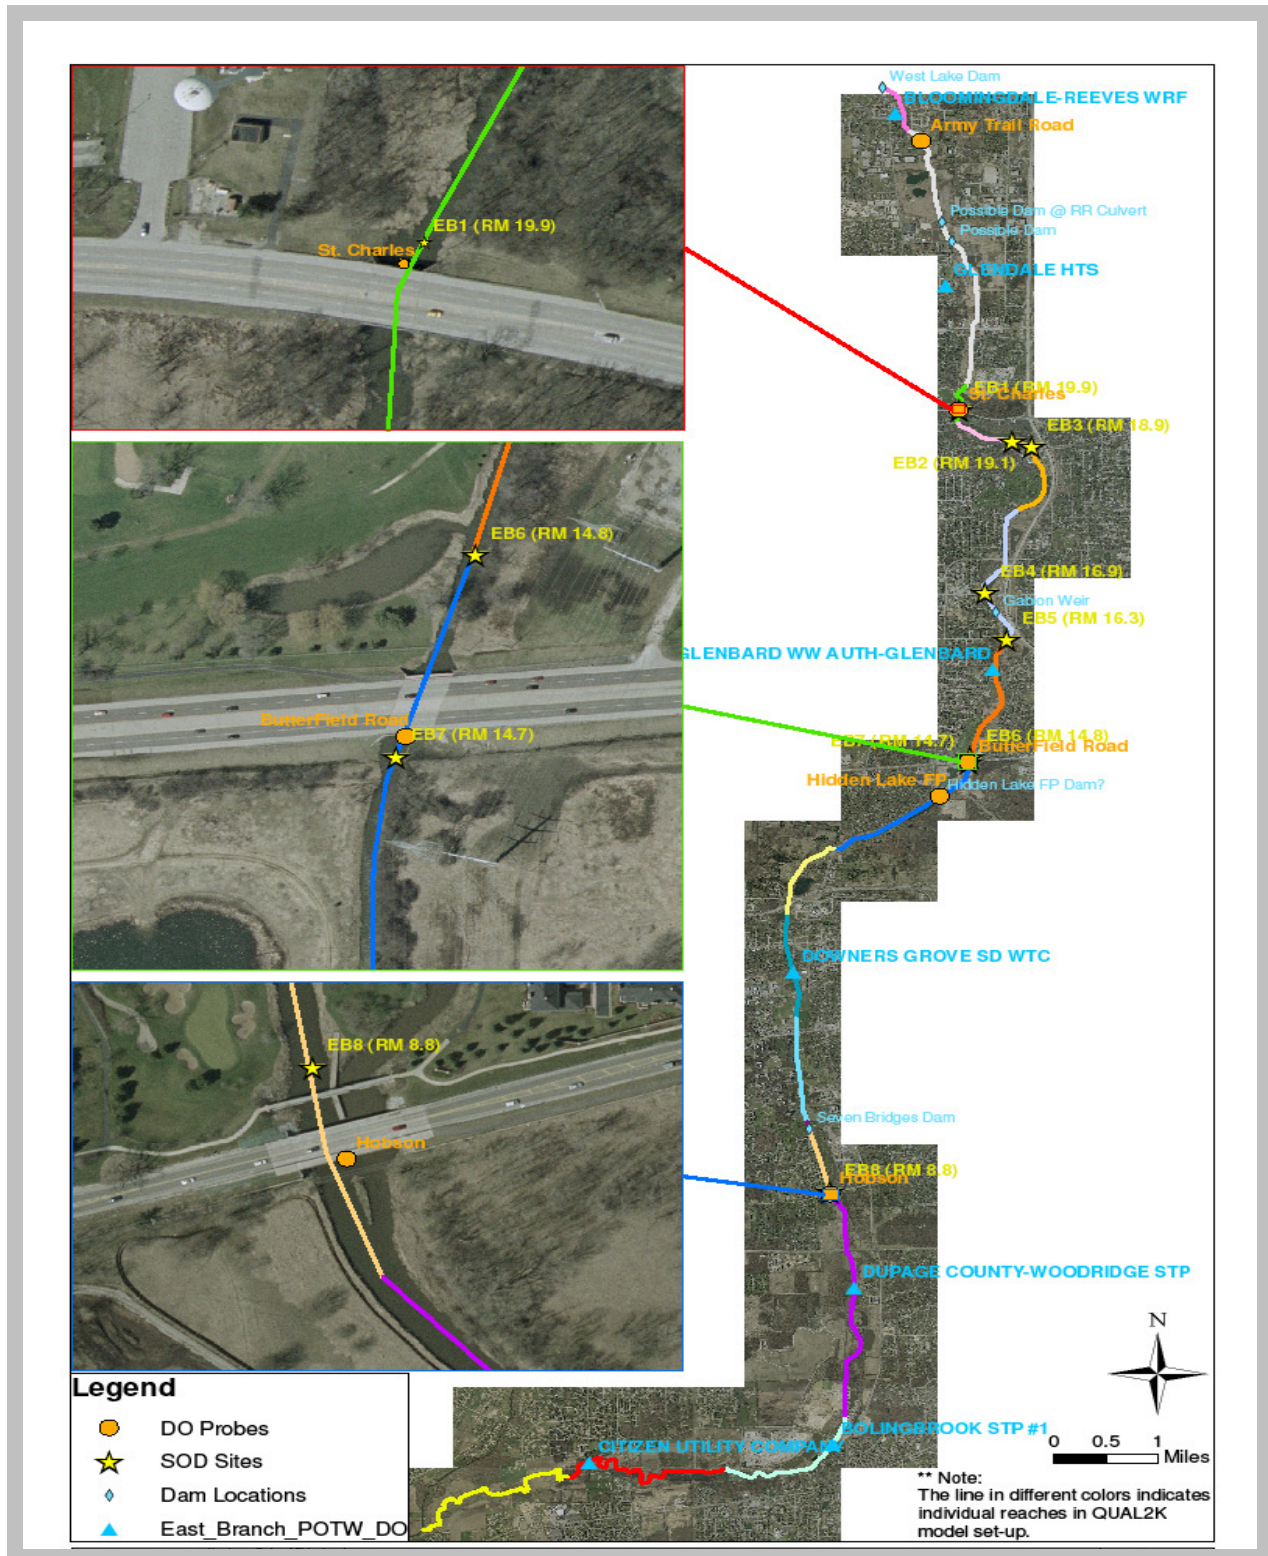 West Lake Dam
BLOOMINGDALE-REEVES WRF
Army Trail Road
Possible Dam @ RR Culvert
Possible Dam
GLENDALE HTS
EB1 (RM 19.9)
St. Charles
EB1 (RM 19.9)
St. Charles
EB3 (RM 18.9)
EB2 (RM 19.1)
EB4 (RM 16.9)
Gabion Weir
EB5 (RM 16.3)
GLENBARD WW AUTH-GLENBARD
EB6 (RM 14.8)
ButterField Road
EB7 (RM 14.7)
EB7 (RM 14.7)
EB6 (RM 14.8)
ButterField Road
Hidden Lake FP
Hidden Lake FP Dam?
DOWNERS GROVE SD WTC
Seven Bridges Dam
EB8 (RM 8.8)
Hobson
EB8 (RM 8.8)
Hobson
DUPAGE COUNTY-WOODRIDGE STP
BOLINGBROOK STP #1
CITIZEN UTILITY COMPANY
N
0 0.5 1
Miles
** Note:
The line in different colors indicates
individual reaches in QUAL2K
model set-up.
Legend
DO Probes
SOD Sites
Dam Locations
East_Branch_POTW_DO